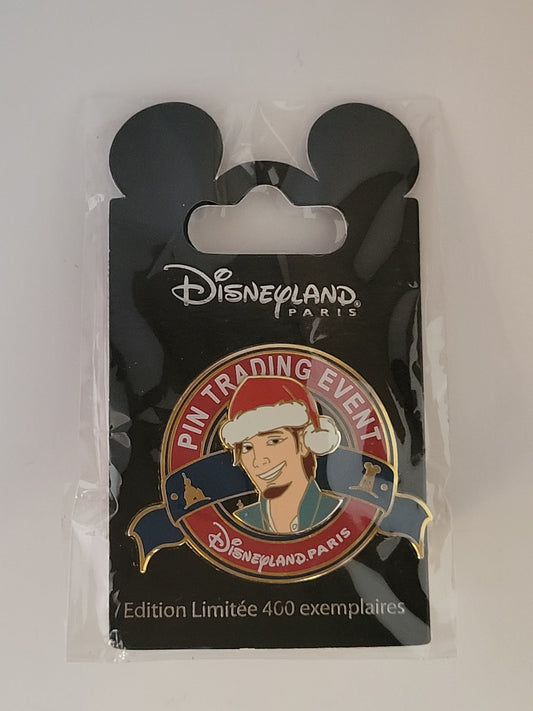 Disneyland®
PARIS
PIN TRADING EVENT
Disneyland PARIS
Edition Limitée 400 exemplaires